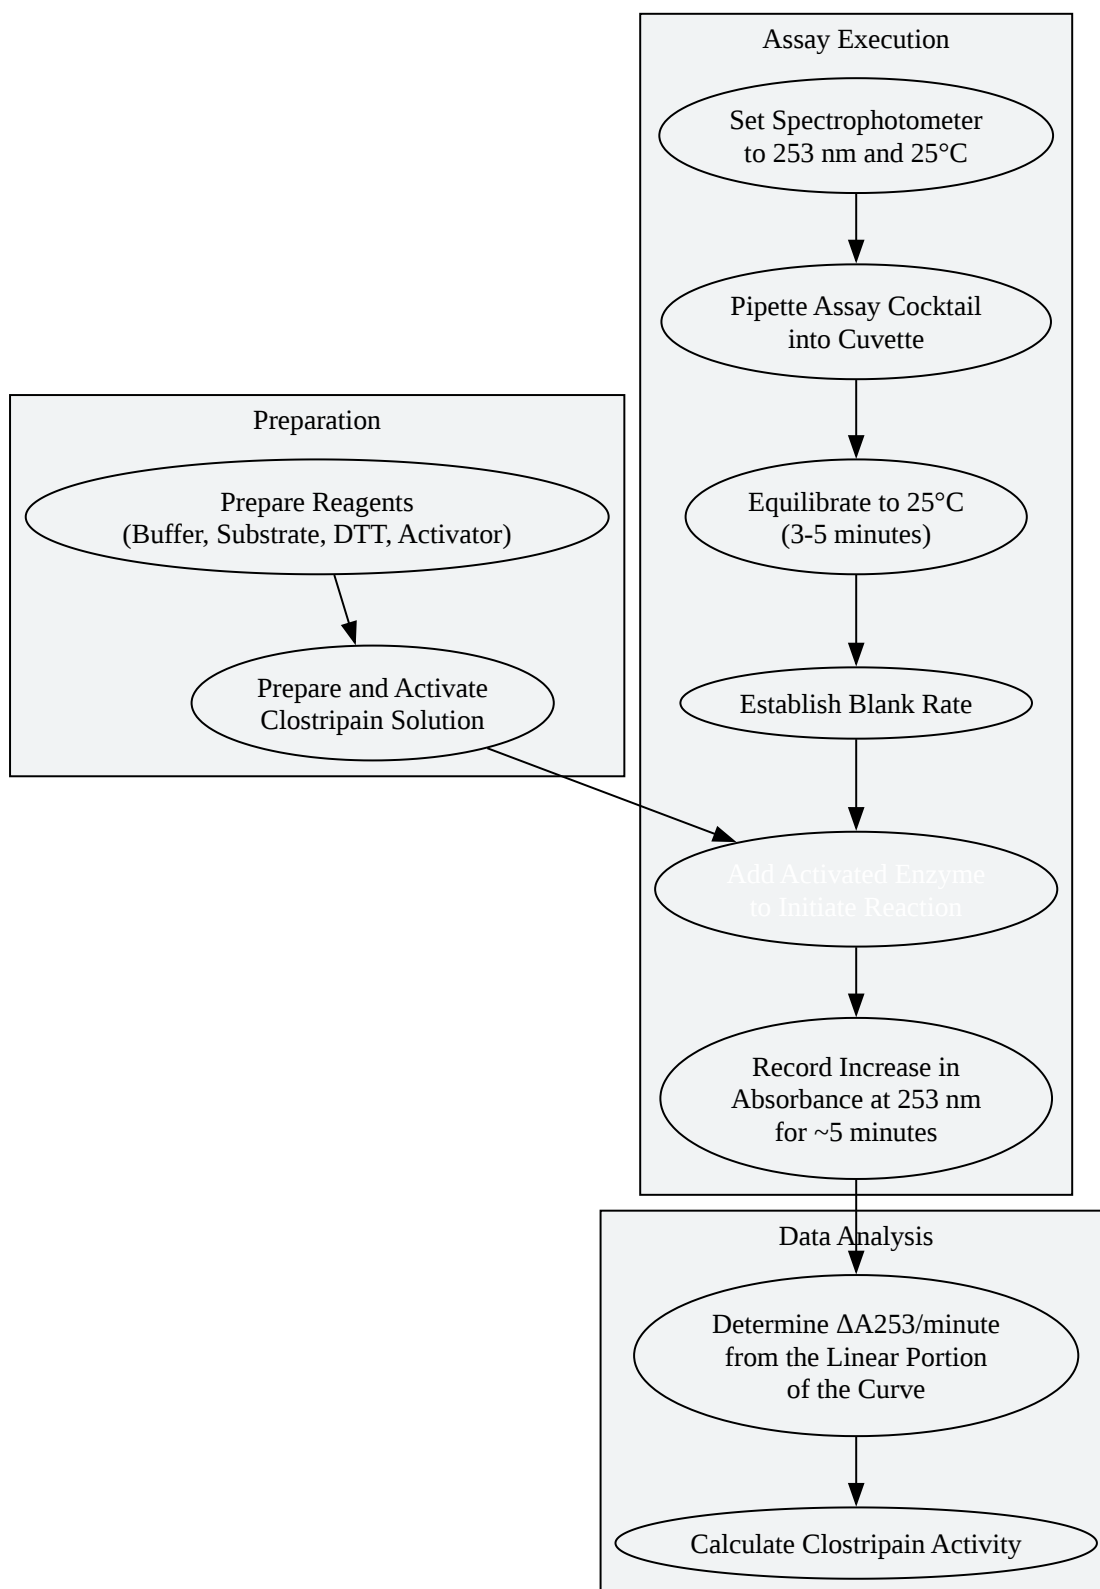 Assay Execution
Set Spectrophotometer
to 253 nm and 25°C
Pipette Assay Cocktail
into Cuvette
Preparation
Prepare Reagents
(Buffer, Substrate, DTT, Activator)
Equilibrate to 25°C
(3-5 minutes)
Prepare and Activate
Clostripain Solution
Establish Blank Rate
Add Activated Enzyme
to Initiate Reaction
Record Increase in
Absorbance at 253 nm
for ~5 minutes
Data Analysis
Determine ΔA253/minute
from the Linear Portion
of the Curve
Calculate Clostripain Activity